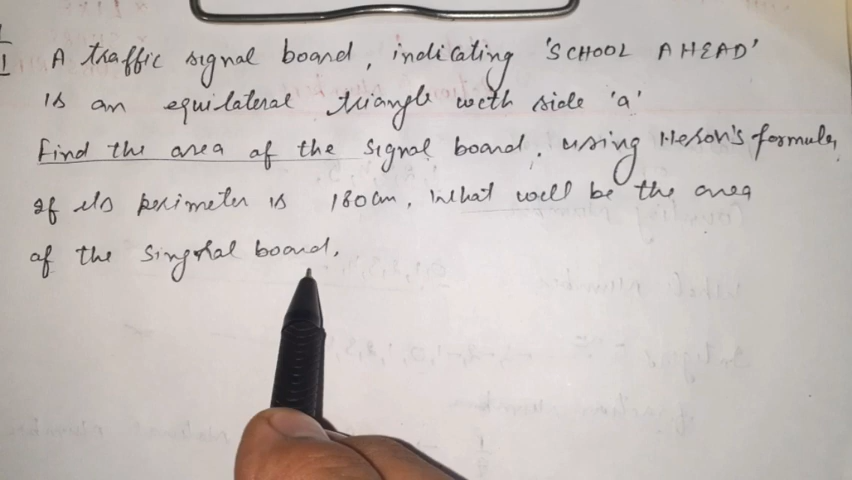 1
A traffic signal board, indicating 'SCHOOL AHEAD'
is an equilateral triangle with side 'a'
Find the area of the signal board, using Heron's formula,
If its perimeter is 180cm, What will be the area
of the singnal board.